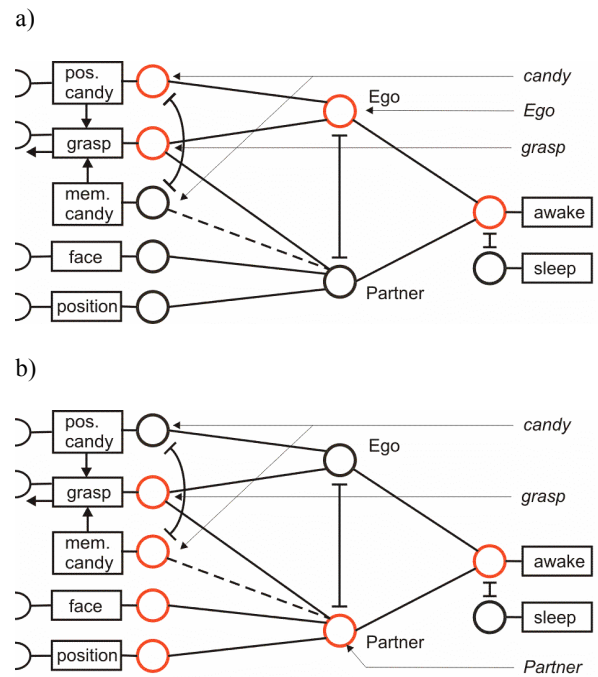 a)
pos.
candy
candy
Ego
Ego
grasp
grasp
mem.
candy
awake
face
sleep
position
Partner
b)
pos.
candy
candy
Ego
grasp
grasp
mem.
candy
awake
face
sleep
position
Partner
Partner